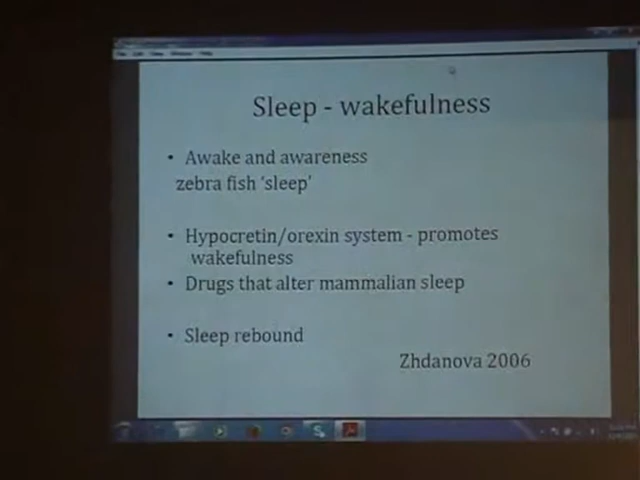 Sleep - wakefulness
• Awake and awareness
zebra fish ‘sleep’
• Hypocretin/orexin system - promotes
wakefulness
• Drugs that alter mammalian sleep
• Sleep rebound
Zhdanova 2006